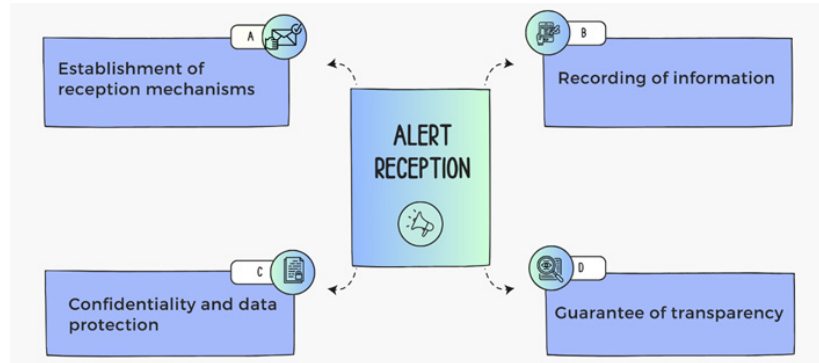 A
Establishment of
reception mechanisms
B
Recording of information
ALERT
RECEPTION
C
Confidentiality and data
protection
D
Guarantee of transparency